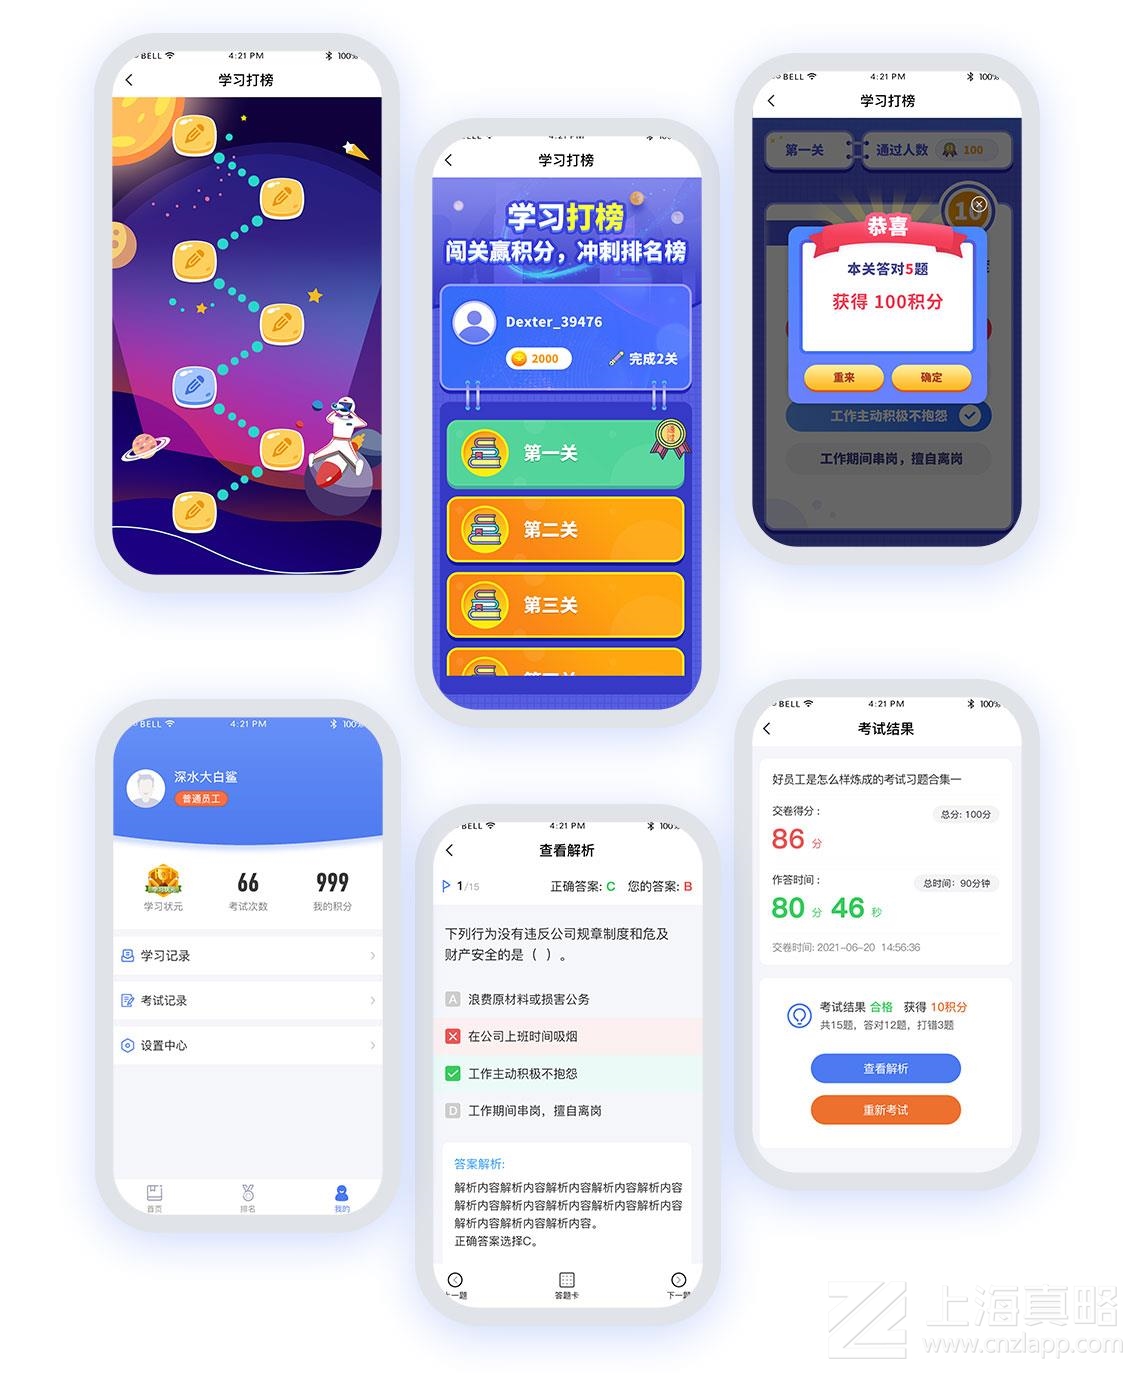 BELL 4:21 PM 100%
学习打榜
4:21 PM
学习打榜
学习打榜
闯关赢积分，冲刺排名榜
Dexter_39476
2000 完成2关
第一关
第二关
第三关
BELL 4:21 PM 100%
学习打榜
第一关 通过人数 100
10
恭喜
本关答对5题
获得 100积分
重来 确定
工作主动积极不抱怨
工作期间串岗，擅自离岗
BELL 4:21 PM 100%
深水大白鲨
普通员工
66 999
学习状元 考试次数 我的积分
学习记录
考试记录
设置中心
首页 排名 我的
BELL 4:21 PM 100%
查看解析
1/15 正确答案: C 您的答案: B
下列行为没有违反公司规章制度和危及
财产安全的是（ ）。
A 浪费原材料或损害公务
在公司上班时间吸烟
工作主动积极不抱怨
D 工作期间串岗，擅自离岗
答案解析:
解析内容解析内容解析内容解析内容解析内容
解析内容解析内容解析内容解析内容解析内容
解析内容解析内容解析内容。
正确答案选择C。
上一题 答题卡 下一题
BELL 4:21 PM 100%
考试结果
好员工是怎么样炼成的考试习题合集一
交卷得分： 总分: 100分
86 分
作答时间： 总时间：90分钟
80 分 46 秒
交卷时间: 2021-06-20 14:56:36
考试结果 合格 获得 10积分
共15题，答对12题，打错3题
查看解析
重新考试
上海真略
www.cnzlapp.com